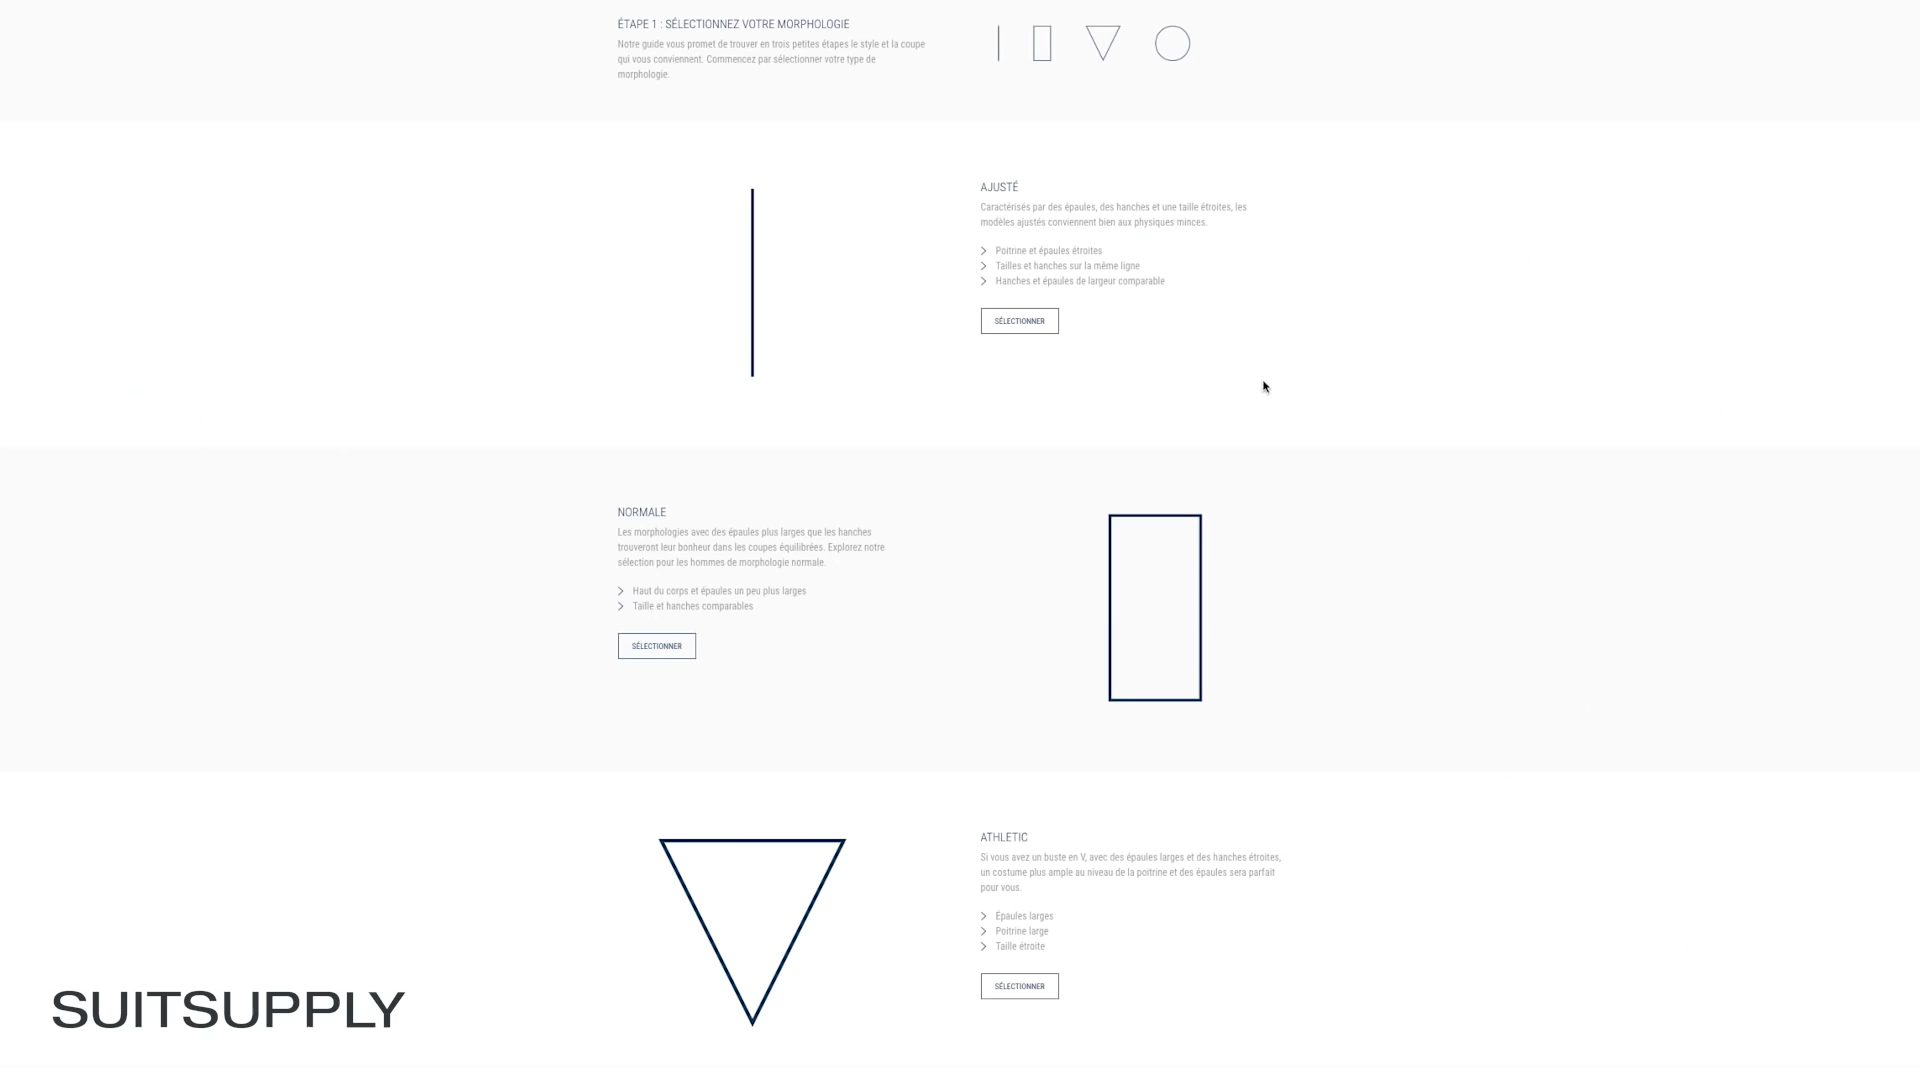 ÉTAPE 1 : SÉLECTIONNEZ VOTRE MORPHOLOGIE
Notre guide vous promet de trouver en trois petites étapes le style et la coupe
qui vous conviennent. Commencez par sélectionner votre type de
morphologie.
AJUSTÉ
Caractérisés par des épaules, des hanches et une taille étroites, les
modèles ajustés conviennent bien aux physiques minces.
Poitrine et épaules étroites
Tailles et hanches sur la même ligne
Hanches et épaules de largeur comparable
SÉLECTIONNER
NORMALE
Les morphologies avec des épaules plus larges que les hanches
trouveront leur bonheur dans les coupes équilibrées. Explorez notre
sélection pour les hommes de morphologie normale.
Haut du corps et épaules un peu plus larges
Taille et hanches comparables
SÉLECTIONNER
ATHLETIC
Si vous avez un buste en V, avec des épaules larges et des hanches étroites,
un costume plus ample au niveau de la poitrine et des épaules sera parfait
pour vous.
Épaules larges
Poitrine large
Taille étroite
SÉLECTIONNER
SUITSUPPLY